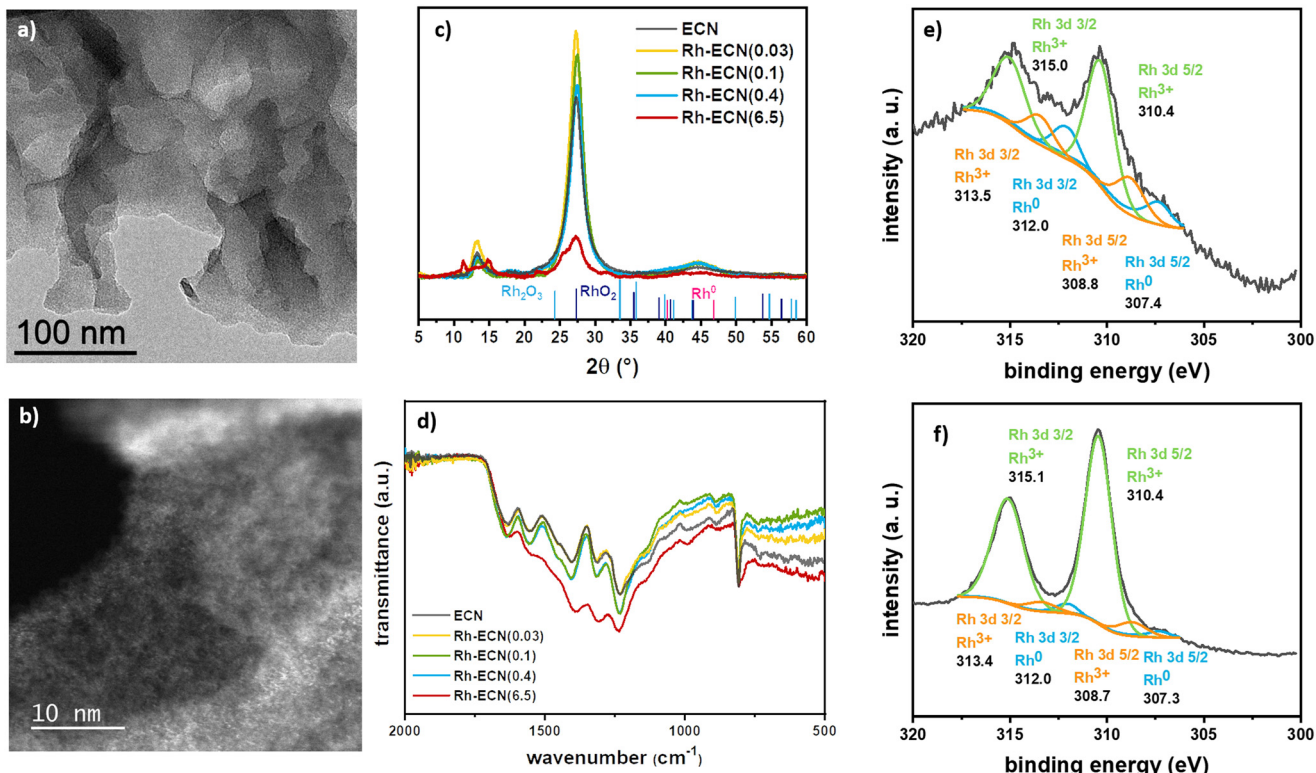 a)
100 nm
b)
10 nm
c)
ECN
Rh-ECN(0.03)
Rh-ECN(0.1)
Rh-ECN(0.4)
Rh-ECN(6.5)
Rh₂O₃
RhO₂
Rh⁰
5 10 15 20 25 30 35 40 45 50 55 60
2θ (°)
d)
transmittance (a.u.)
ECN
Rh-ECN(0.03)
Rh-ECN(0.1)
Rh-ECN(0.4)
Rh-ECN(6.5)
2000 1500 1000 500
wavenumber (cm⁻¹)
e)
intensity (a. u.)
Rh 3d 3/2
Rh³⁺
315.0
Rh 3d 5/2
Rh³⁺
310.4
Rh 3d 3/2
Rh³⁺
313.5
Rh 3d 3/2
Rh⁰
312.0
Rh 3d 5/2
Rh³⁺
308.8
Rh 3d 5/2
Rh⁰
307.4
320 315 310 305 300
binding energy (eV)
f)
intensity (a. u.)
Rh 3d 3/2
Rh³⁺
315.1
Rh 3d 5/2
Rh³⁺
310.4
Rh 3d 3/2
Rh³⁺
313.4
Rh 3d 3/2
Rh⁰
312.0
Rh 3d 5/2
Rh³⁺
308.7
Rh 3d 5/2
Rh⁰
307.3
320 315 310 305 300
binding energy (eV)